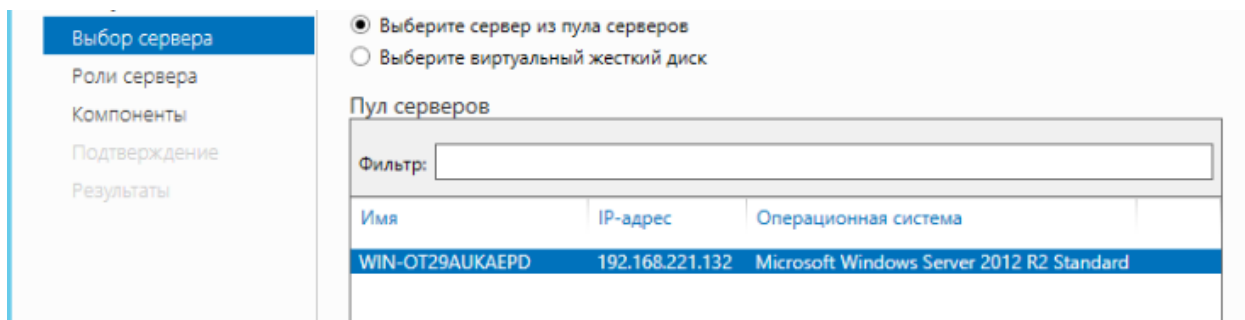 Выбор сервера
Роли сервера
Компоненты
Подтверждение
Результаты
Выберите сервер из пула серверов
Выберите виртуальный жесткий диск
Пул серверов
Фильтр:
Имя IP-адрес Операционная система
WIN-OT29AUKAEPD 192.168.221.132 Microsoft Windows Server 2012 R2 Standard